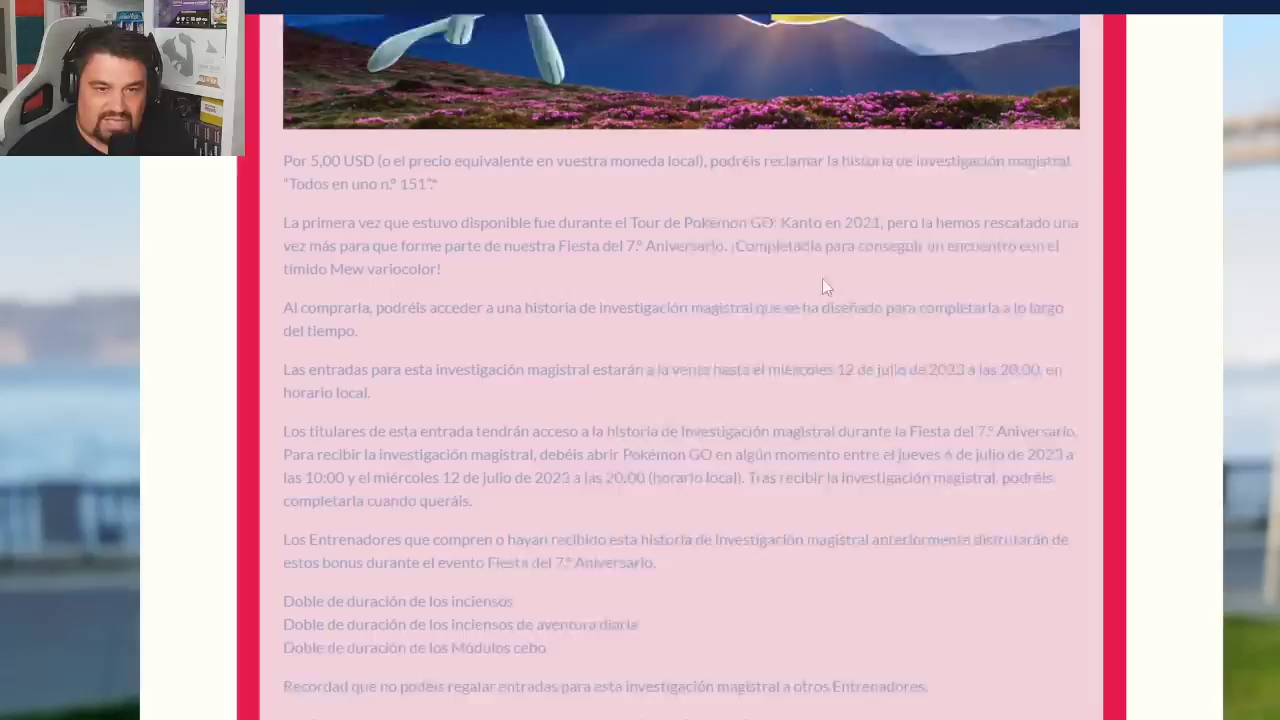 Por 5,00 USD (o el precio equivalente en vuestra moneda local), podréis reclamar la historia de investigación magistral
"Todos en uno n.º 151".*
La primera vez que estuvo disponible fue durante el Tour de Pokémon GO: Kanto en 2021, pero la hemos rescatado una
vez más para que forme parte de nuestra Fiesta del 7.º Aniversario. ¡Completadla para conseguir un encuentro con el
tímido Mew variocolor!
Al comprarla, podréis acceder a una historia de investigación magistral que se ha diseñado para completarla a lo largo
del tiempo.
Las entradas para esta investigación magistral estarán a la venta hasta el miércoles 12 de julio de 2023 a las 20:00, en
horario local.
Los titulares de esta entrada tendrán acceso a la historia de investigación magistral durante la Fiesta del 7.º Aniversario.
Para recibir la investigación magistral, debéis abrir Pokémon GO en algún momento entre el jueves 6 de julio de 2023 a
las 10:00 y el miércoles 12 de julio de 2023 a las 20:00 (horario local). Tras recibir la investigación magistral, podréis
completarla cuando queráis.
Los Entrenadores que compren o hayan recibido esta historia de investigación magistral anteriormente disfrutarán de
estos bonus durante el evento Fiesta del 7.º Aniversario.
Doble de duración de los inciensos
Doble de duración de los inciensos de aventura diaria
Doble de duración de los Módulos cebo
Recordad que no podéis regalar entradas para esta investigación magistral a otros Entrenadores.